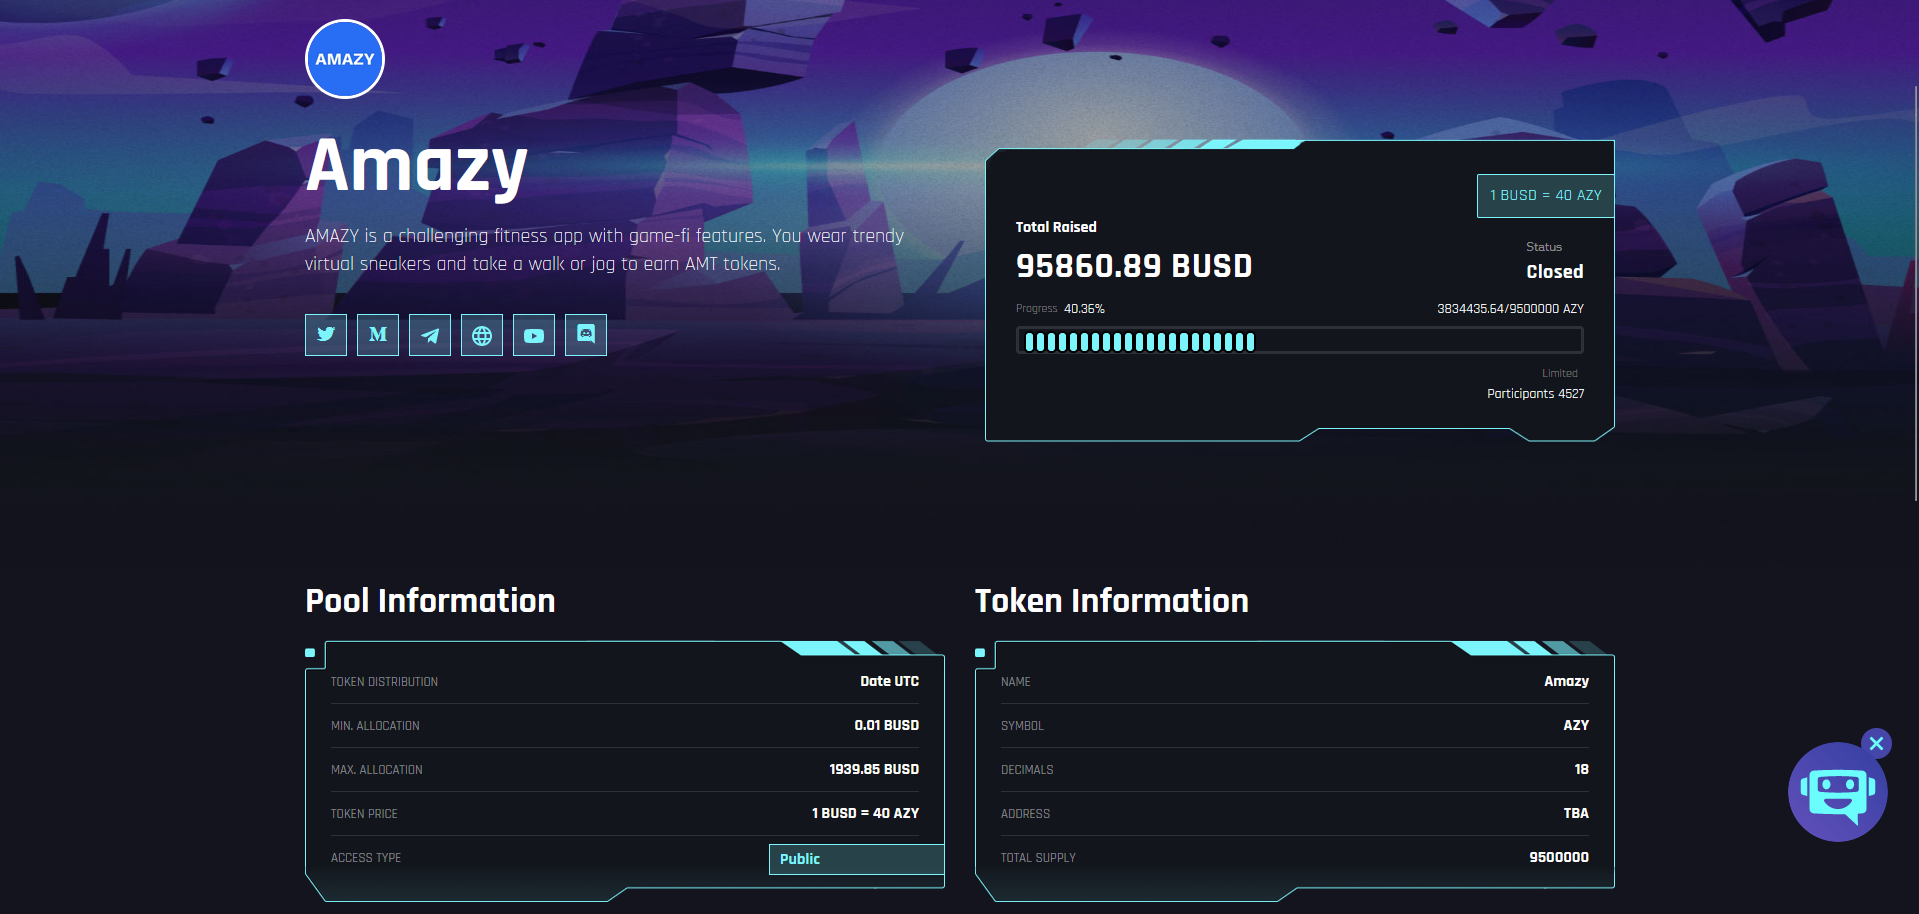 AMAZY
Amazy
AMAZY is a challenging fitness app with game-fi features. You wear trendy
virtual sneakers and take a walk or jog to earn AMT tokens.
M
1 BUSD = 40 AZY
Total Raised
95860.89 BUSD
Status
Closed
Progress 40.36%
3834435.64/9500000 AZY
Limited
Participants 4527
Pool Information
TOKEN DISTRIBUTION Date UTC
MIN. ALLOCATION 0.01 BUSD
MAX. ALLOCATION 1939.85 BUSD
TOKEN PRICE 1 BUSD = 40 AZY
ACCESS TYPE Public
Token Information
NAME Amazy
SYMBOL AZY
DECIMALS 18
ADDRESS TBA
TOTAL SUPPLY 9500000